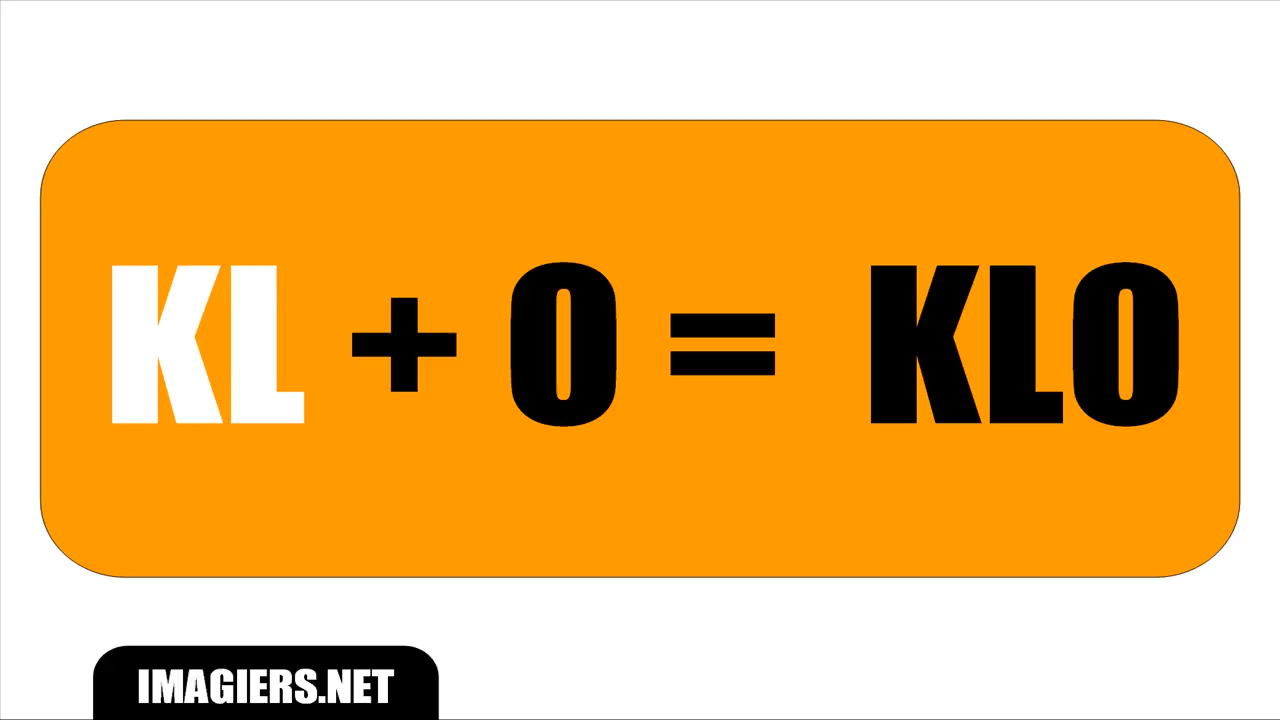 KL + O = KLO
IMAGIERS.NET